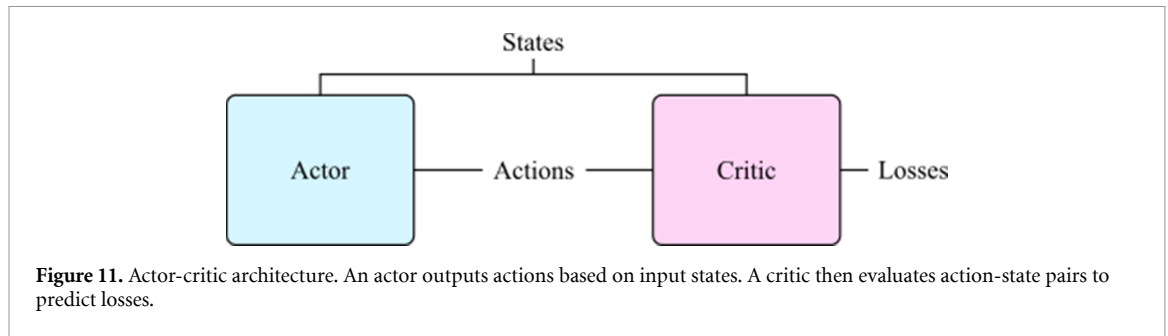 States
Actor
Actions
Critic
Losses
Figure 11. Actor-critic architecture. An actor outputs actions based on input states. A critic then evaluates action-state pairs to
predict losses.